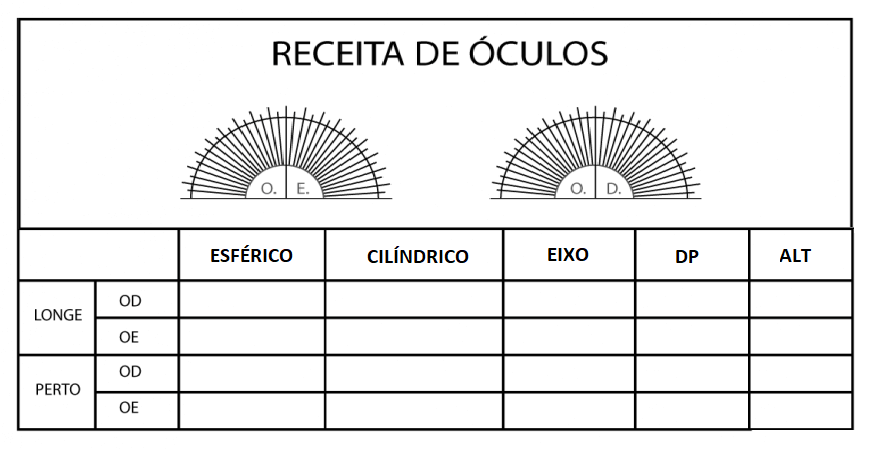 RECEITA DE ÓCULOS
O. E. O. D.
ESFÉRICO CILÍNDRICO EIXO DP ALT
LONGE OD
OE
PERTO OD
OE